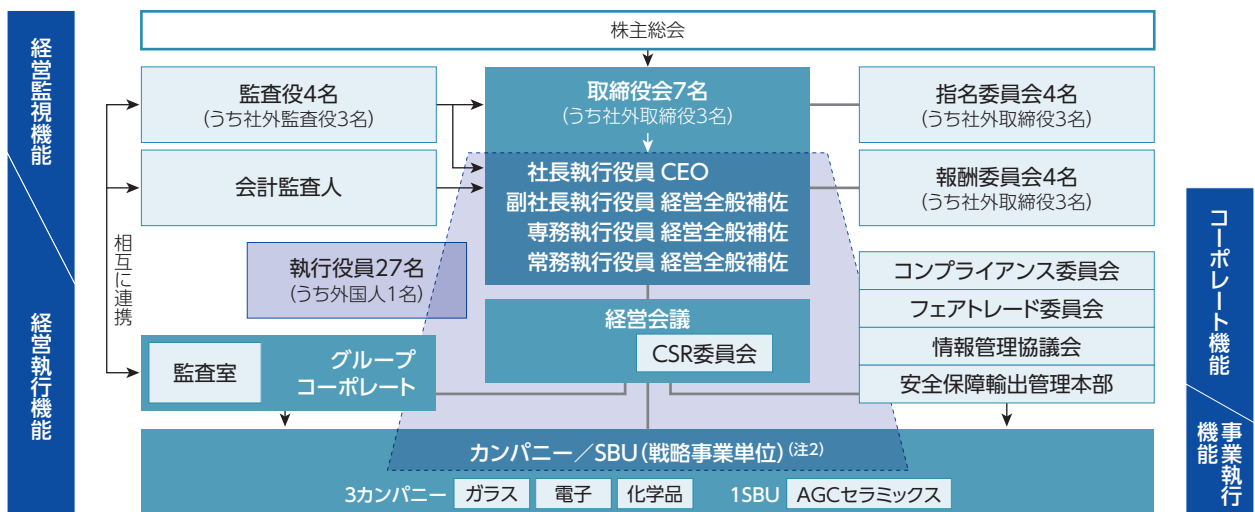 株主総会
経営監視機能
経営執行機能
監査役4名
(うち社外監査役3名)
会計監査人
相互に連携
執行役員27名
(うち外国人1名)
監査室
グループ
コーポレート
取締役会7名
(うち社外取締役3名)
社長執行役員 CEO
副社長執行役員 経営全般補佐
専務執行役員 経営全般補佐
常務執行役員 経営全般補佐
経営会議
CSR委員会
指名委員会4名
(うち社外取締役3名)
報酬委員会4名
(うち社外取締役3名)
コンプライアンス委員会
フェアトレード委員会
情報管理協議会
安全保障輸出管理本部
コーポレート機能
事業執行
機能
カンパニー/SBU(戦略事業単位)(注2)
3カンパニー ガラス 電子 化学品 1SBU AGCセラミックス